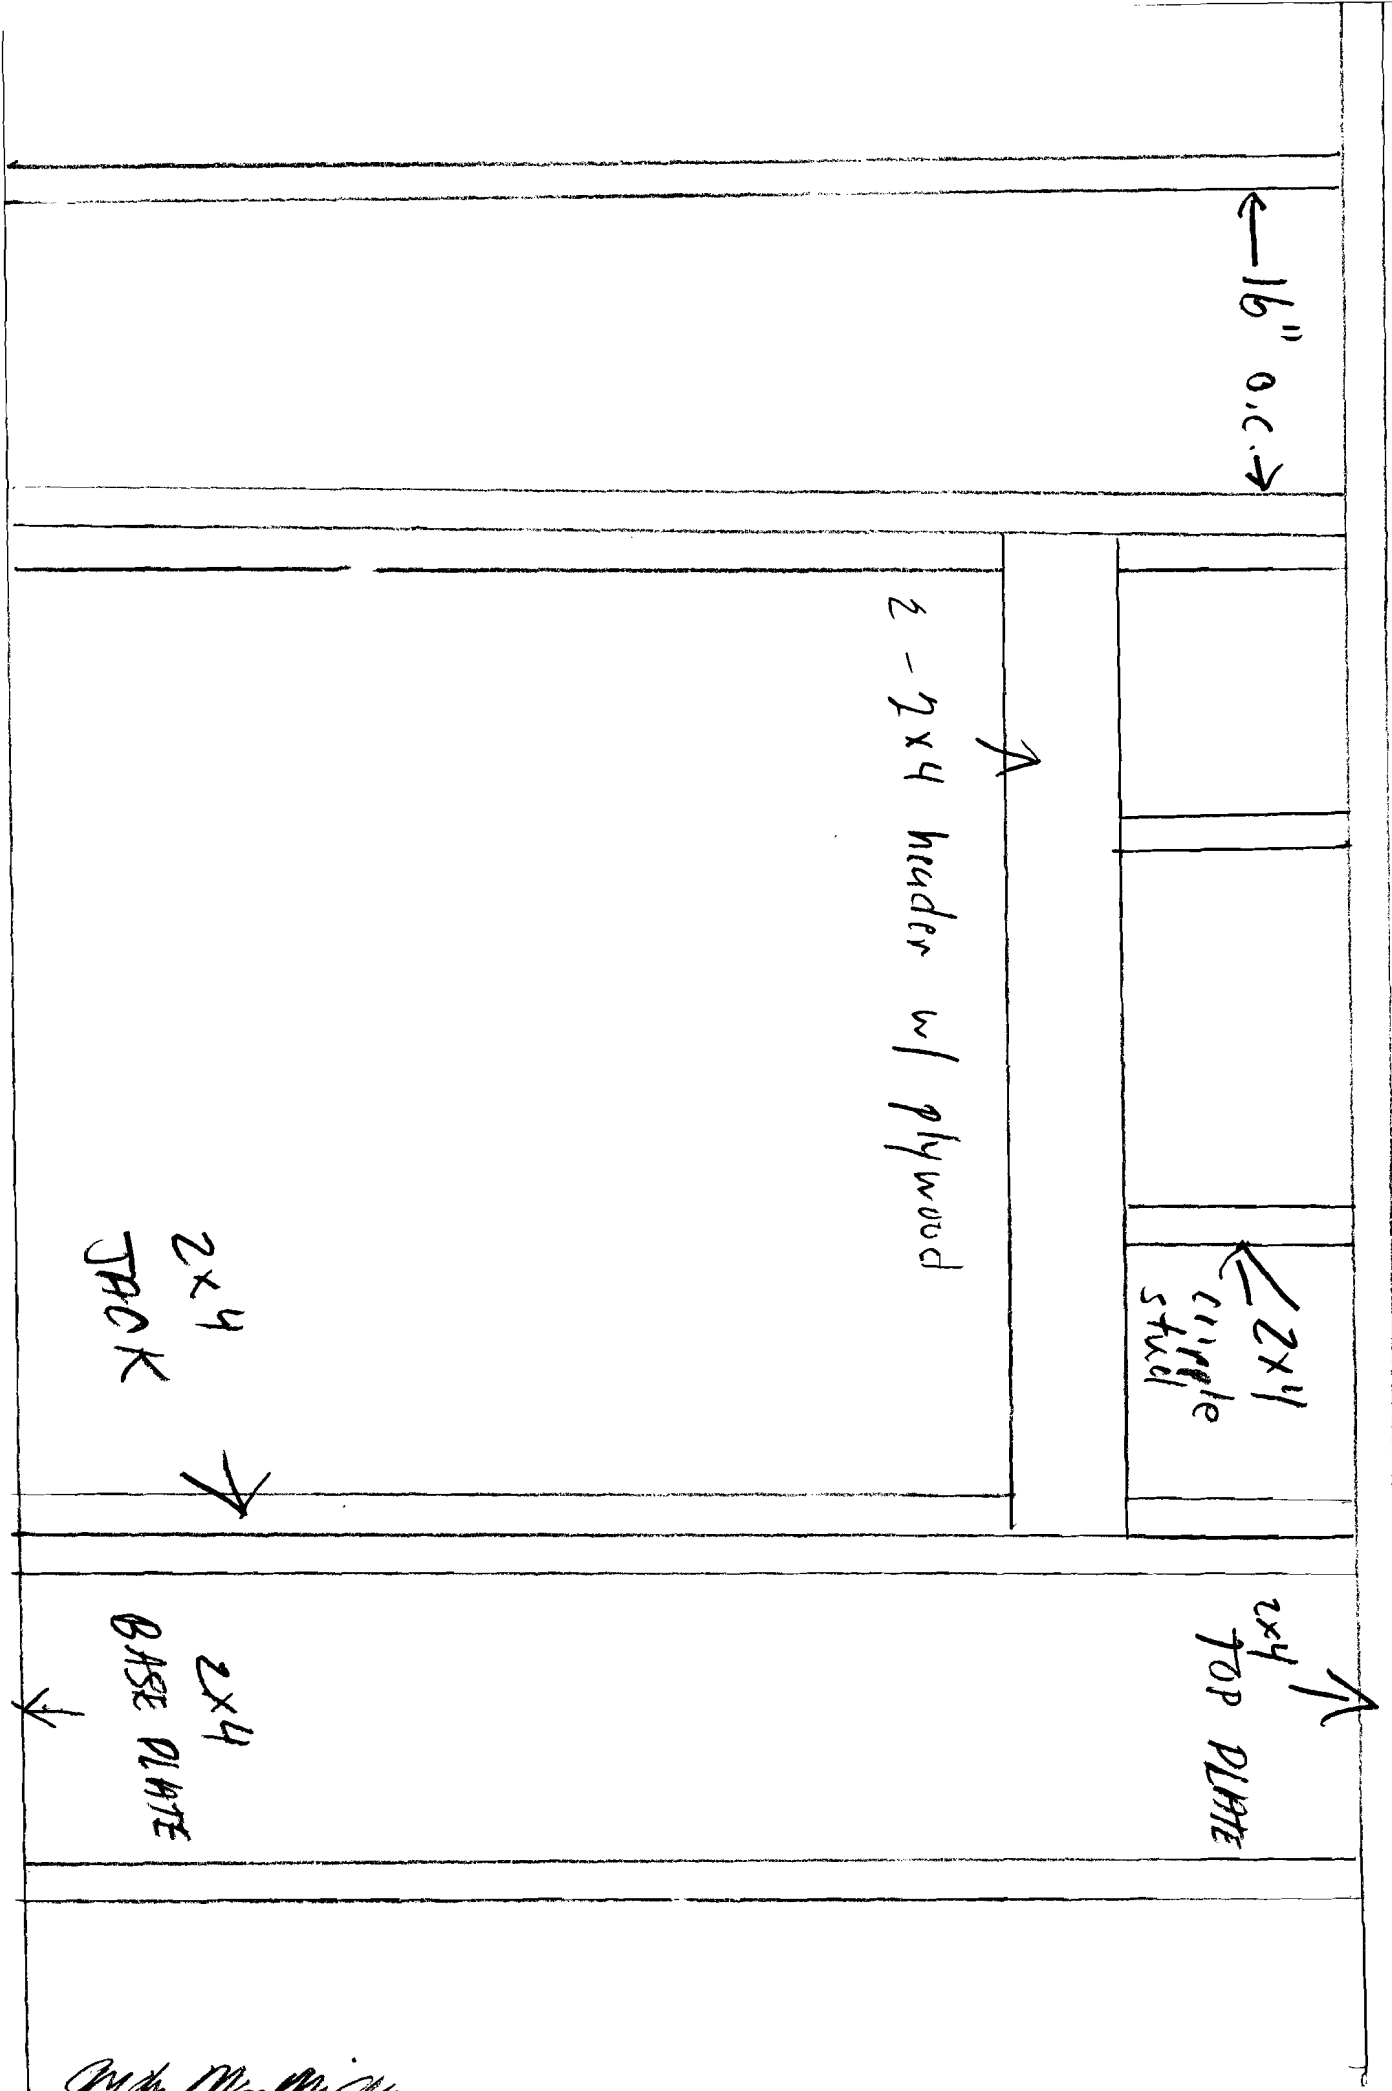 ←16" o.c.→
2x4
TOP PLATE
2x4
cripple
stud
2-2x4 header w/ plywood
2x4
JACK
2x4
BASE PLATE